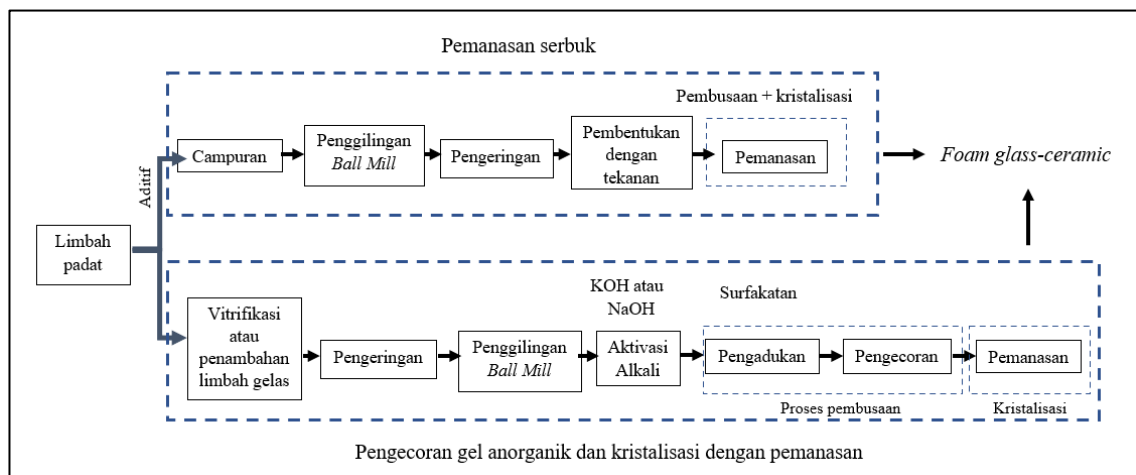 Pemanasan serbuk
Pembusaan + kristalisasi
Campuran
Penggilingan
Ball Mill
Pengeringan
Pembentukan
dengan
tekanan
Pemanasan
Foam glass-ceramic
Aditif
Limbah
padat
KOH atau
NaOH
Surfakatan
Vitrifikasi
atau
penambahan
limbah gelas
Pengeringan
Penggilingan
Ball Mill
Aktivasi
Alkali
Pengadukan
Pengecoran
Pemanasan
Proses pembusaan
Kristalisasi
Pengecoran gel anorganik dan kristalisasi dengan pemanasan